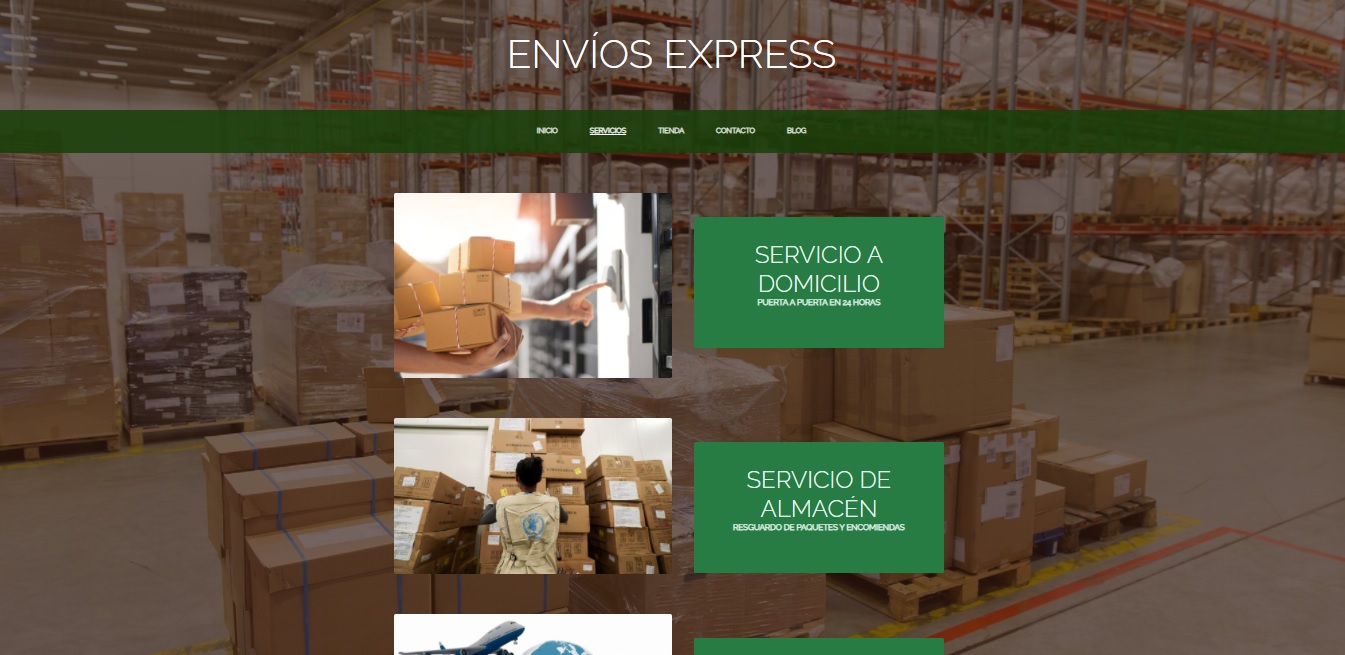 ENVÍOS EXPRESS
INICIO SERVICIOS TIENDA CONTACTO BLOG
SERVICIO A
DOMICILIO
PUERTA A PUERTA EN 24 HORAS
SERVICIO DE
ALMACÉN
RESGUARDO DE PAQUETES Y ENCOMIENDAS